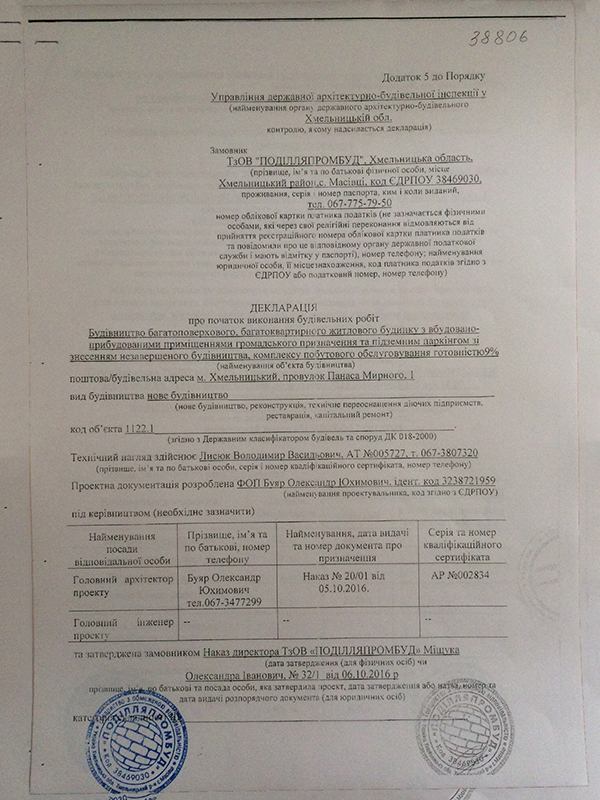 38806
Додаток 5 до Порядку
Управління державної архітектурно-будівельної інспекції у
(найменування органу державного архітектурно-будівельного
Хмельницькій обл.
контролю, якому надсилається декларація)
Замовник
ТзОВ "ПОДІЛЛЯПРОМБУД", Хмельницька область,
(прізвище, ім'я та по батькові фізичної особи, місце
Хмельницький район,с. Масівці, код ЄДРПОУ 38469030,
проживання, серія і номер паспорта, ким і коли виданий,
тел. 067-775-79-50
номер облікової картки платника податків (не зазначається фізичними
особами, які через свої релігійні переконання відмовляються від
прийняття реєстраційного номера облікової картки платника податків
та повідомили про це відповідному органу державної податкової
служби і мають відмітку у паспорті), номер телефону; найменування
юридичної особи, її місцезнаходження, код платника податків згідно з
ЄДРПОУ або податковий номер, номер телефону)
ДЕКЛАРАЦІЯ
про початок виконання будівельних робіт
Будівництво багатоповерхового, багатоквартирного житлового будинку з вбудовано-
прибудованими приміщеннями громадського призначення та підземним паркінгом зі
знесенням незавершеного будівництва, комплексу побутового обслуговування готовністю9%
(найменування об'єкта будівництва)
поштова/будівельна адреса м. Хмельницький, провулок Панаса Мирного, 1
вид будівництва нове будівництво
(нове будівництво, реконструкція, технічне переоснащення діючих підприємств,
реставрація, капітальний ремонт)
код об'єкта 1122.1
(згідно з Державним класифікатором будівель та споруд ДК 018-2000)
Технічний нагляд здійснює Лисюк Володимир Васильович, АТ №005727, т. 067-3807320
(прізвище, ім'я та по батькові особи, серія і номер кваліфікаційного сертифіката, номер телефону)
Проектна документація розроблена ФОП Буяр Олександр Юхимович, ідент. код 3238721959
(найменування проектувальника, код згідно з ЄДРПОУ)
під керівництвом (необхідне зазначити)
Найменування посади відповідальної особи Прізвище, ім'я та по батькові, номер телефону Найменування, дата видачі та номер документа про призначення Серія та номер кваліфікаційного сертифіката
Головний архітектор проекту Буяр Олександр Юхимович тел.067-3477299 Наказ № 20/01 від 05.10.2016. АР №002834
Головний інженер проекту -- -- --
та затверджена замовником Наказ директора ТзОВ «ПОДІЛЛЯПРОМБУД» Міщука
(дата затвердження (для фізичних осіб) чи
Олександра Іванович, № 32/1 від 06.10.2016 р
прізвище, ім'я, по батькові та посада особи, яка затвердила проект, дата затвердження або назва, номер та
дата видачі розпорядчого документа (для юридичних осіб)
"ПОДІЛЛЯПРОМБУД"
Код 38469030
"ПОДІЛЛЯПРОМБУД"
Код 38469030